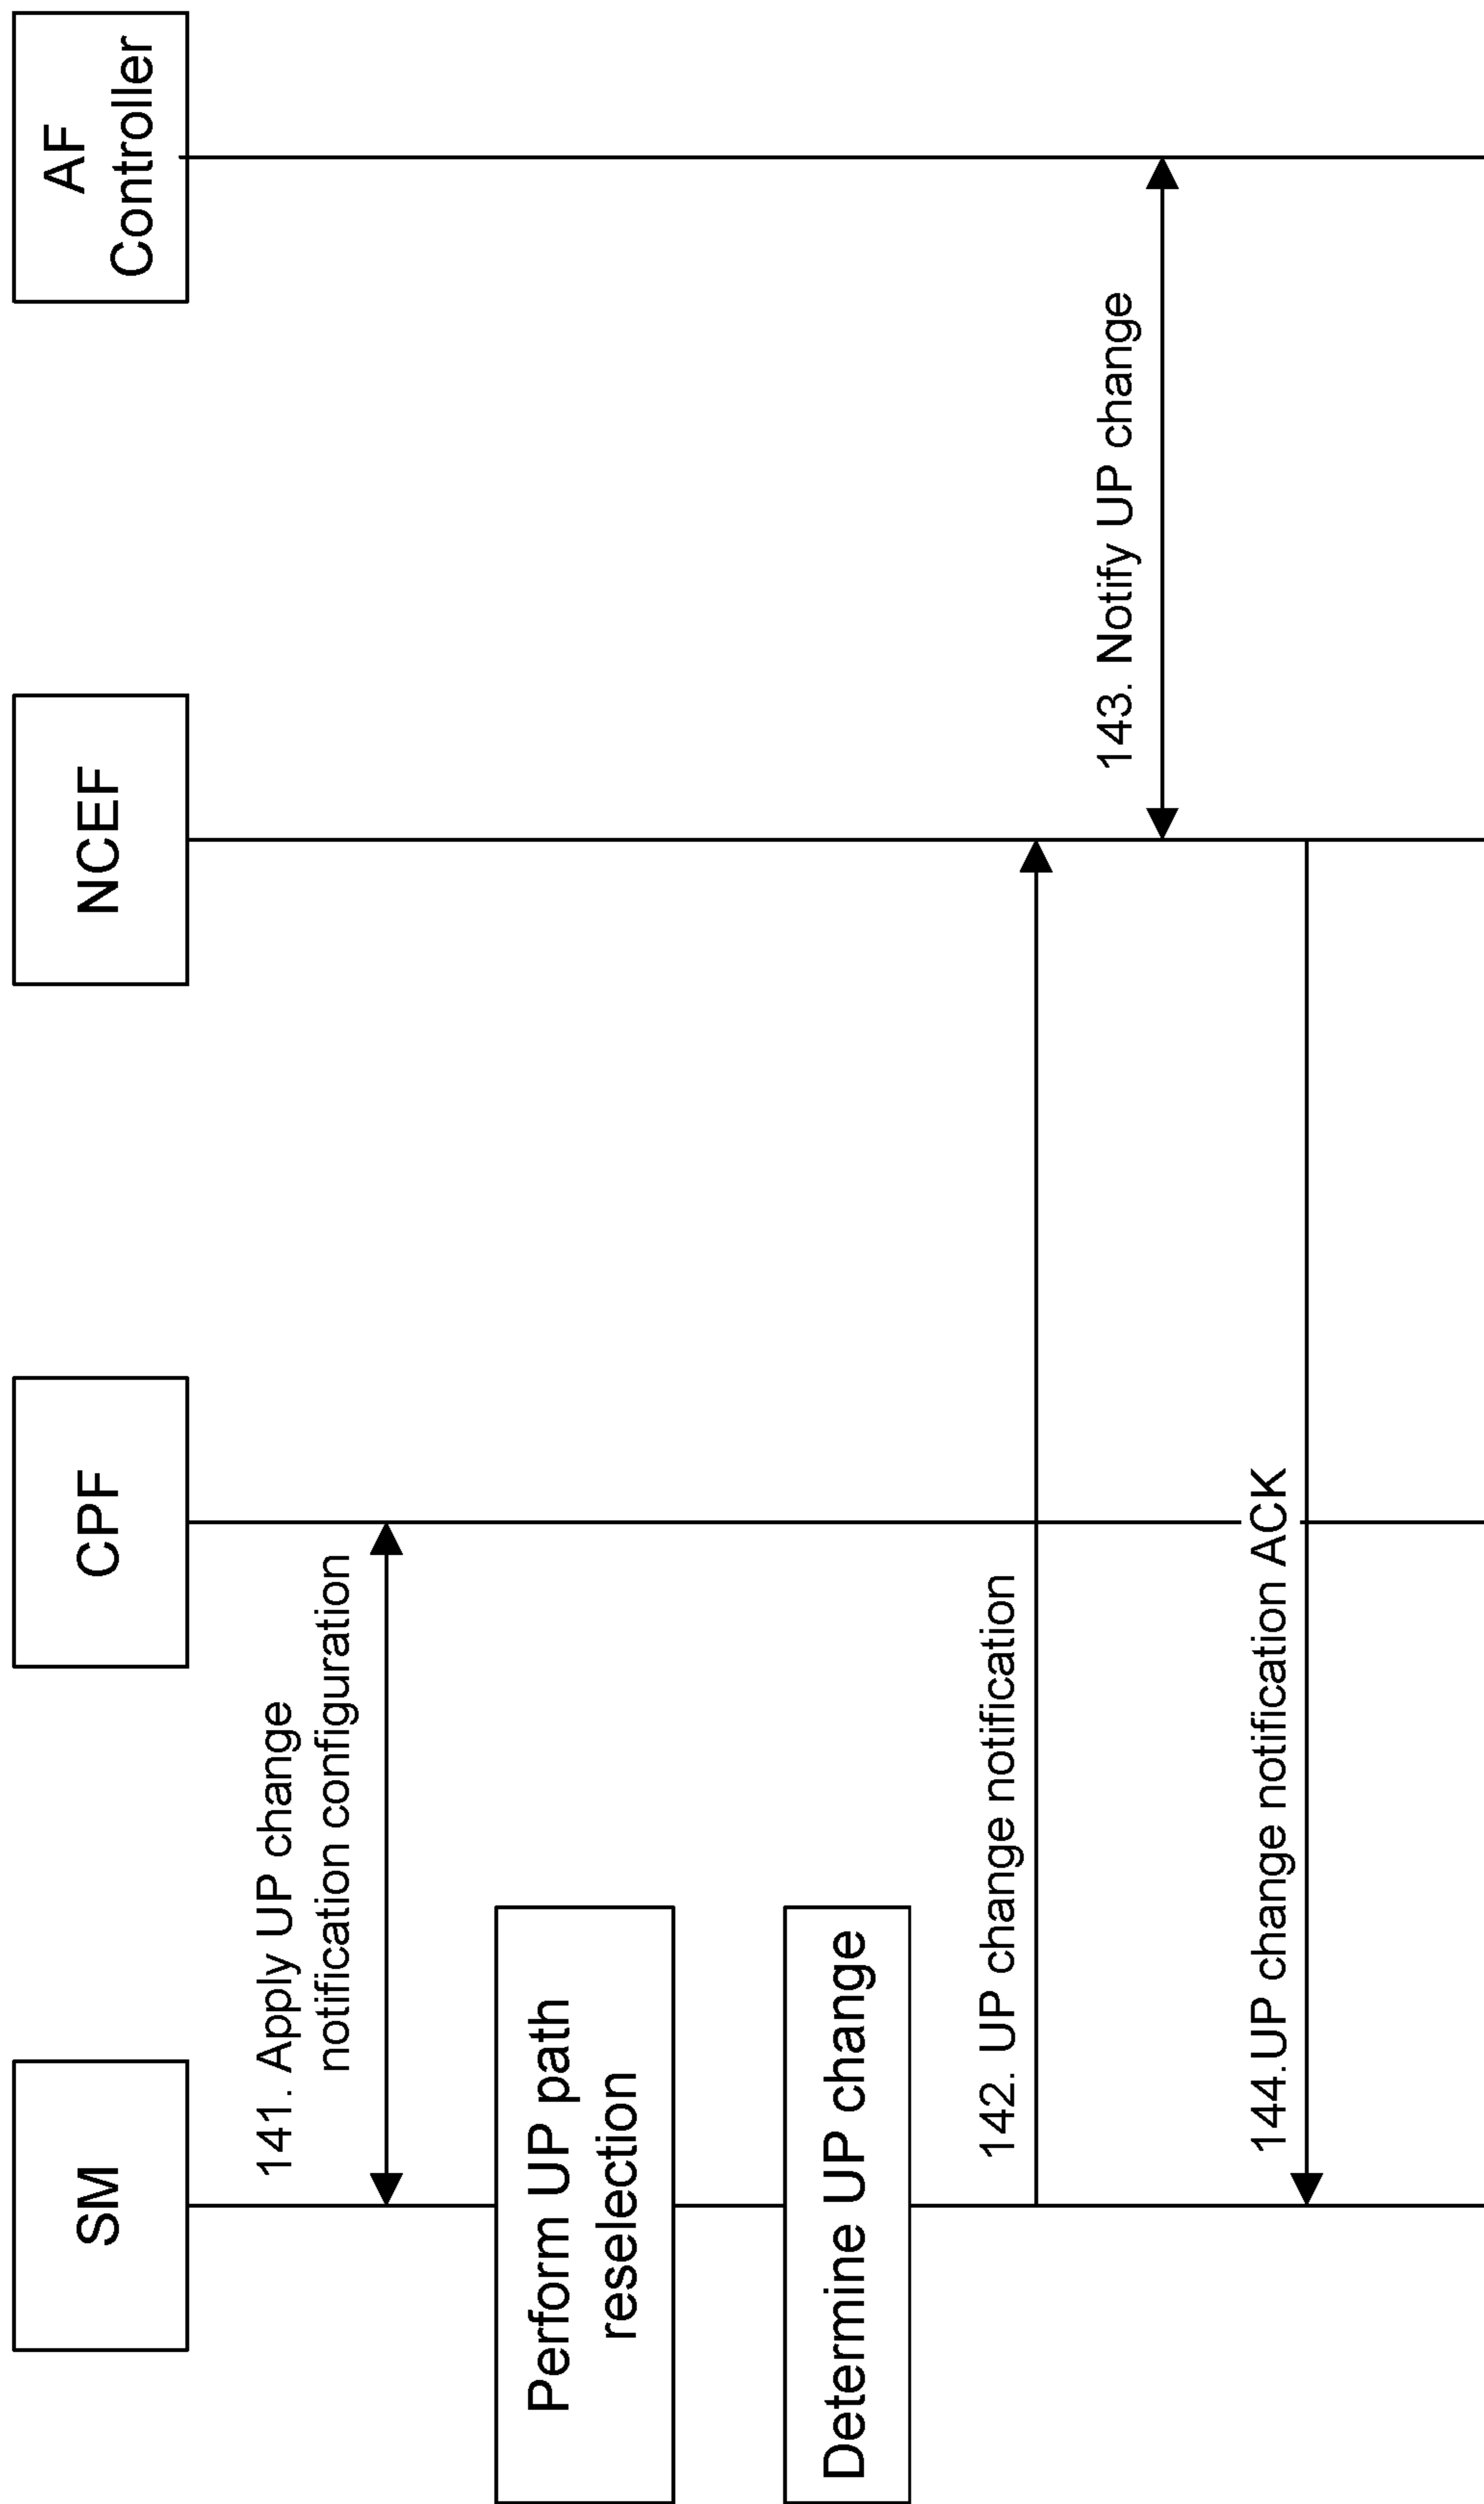 SM
CPF
NCEF
AF
Controller
141. Apply UP change
notification configuration
Perform UP path
reselection
Determine UP change
142. UP change notification
143. Notify UP change
144.UP change notification ACK